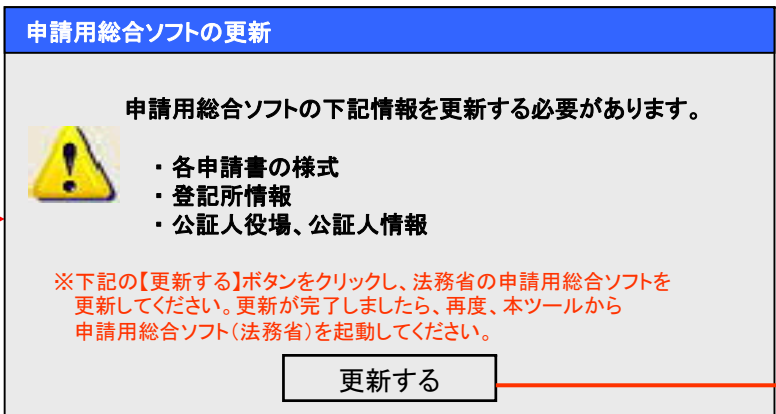 申請用総合ソフトの更新
申請用総合ソフトの下記情報を更新する必要があります。
・各申請書の様式
・登記所情報
・公証人役場、公証人情報
※下記の【更新する】ボタンをクリックし、法務省の申請用総合ソフトを
更新してください。更新が完了しましたら、再度、本ツールから
申請用総合ソフト（法務省）を起動してください。
更新する